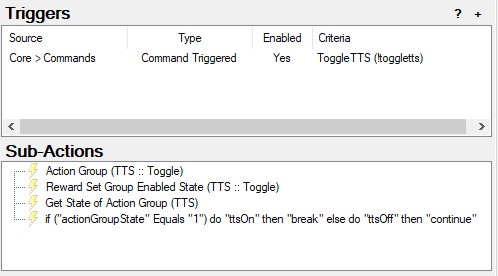 Triggers ? +
Source Type Enabled Criteria
Core > Commands Command Triggered Yes ToggleTTS (!toggletts)
Sub-Actions
Action Group (TTS :: Toggle)
Reward Set Group Enabled State (TTS :: Toggle)
Get State of Action Group (TTS)
if ("actionGroupState" Equals "1") do "ttsOn" then "break" else do "ttsOff" then "continue"